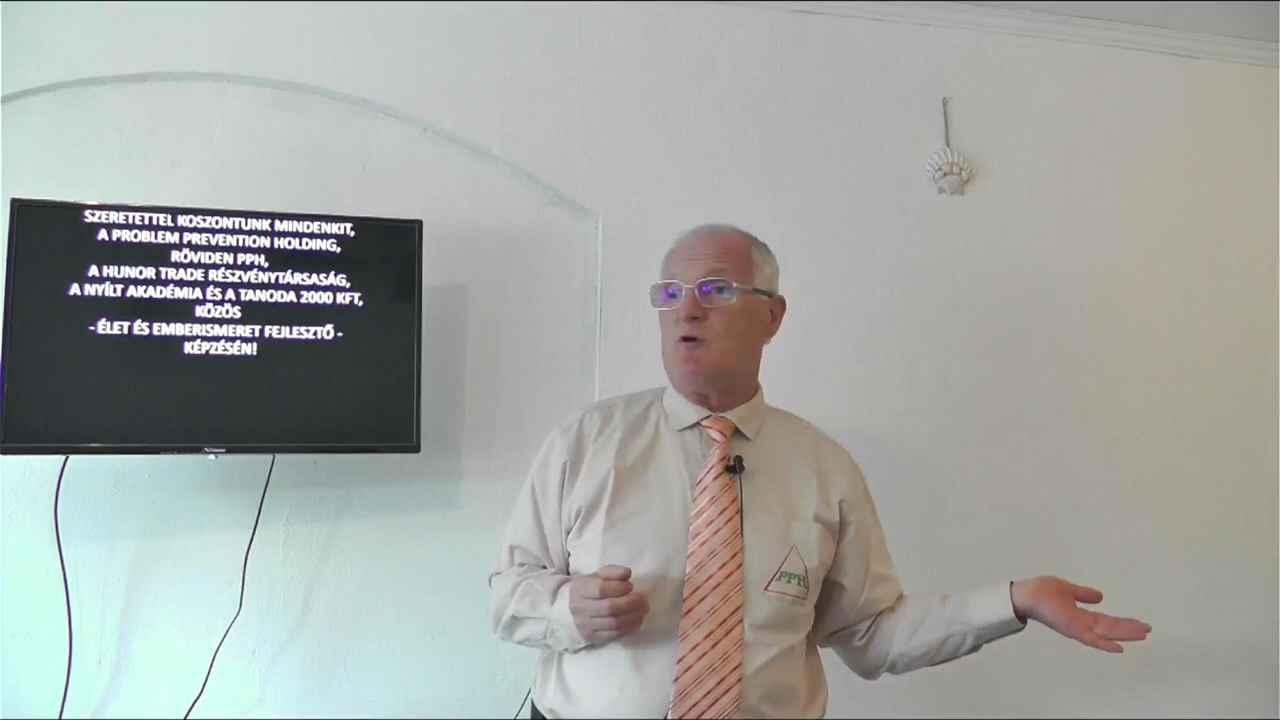 SZERETETTEL KOSZONTUNK MINDENKIT,
A PROBLEM PREVENTION HOLDING,
RÖVIDEN PPH,
A HUNOR TRADE RÉSZVÉNYTÁRSASÁG,
A NYÍLT AKADÉMIA ÉS A TANODA 2000 KFT,
KÖZÖS
- ÉLET ÉS EMBERISMERET FEJLESZTŐ -
KÉPZÉSÉN!
PPH